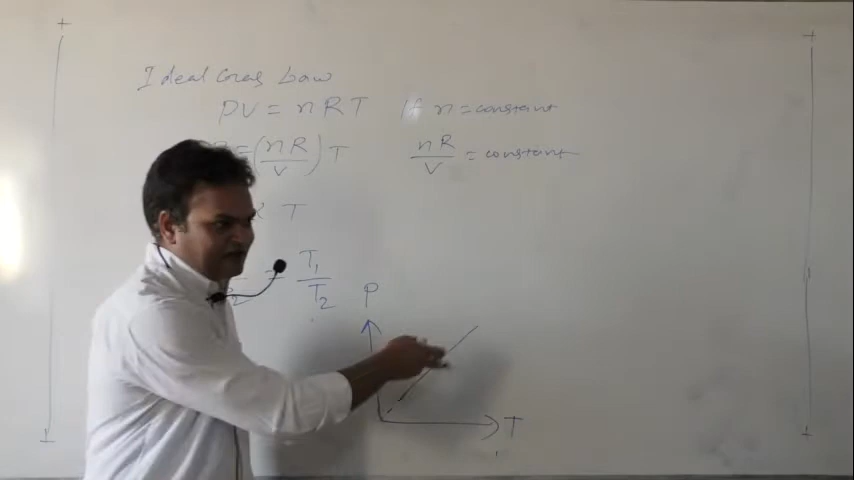 Ideal Gas Law
PV = nRT if n = constant
= (nR/V) T nR/V = constant
T
= T₁/T₂
P
T